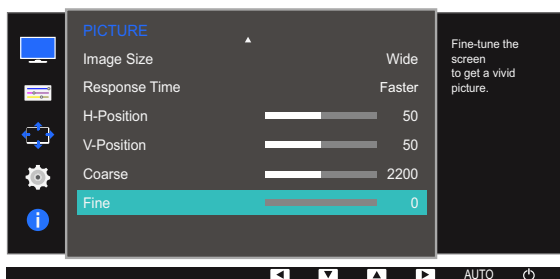 PICTURE
Image Size Wide
Response Time Faster
H-Position 50
V-Position 50
Coarse 2200
Fine 0
Fine-tune the
screen
to get a vivid
picture.
AUTO